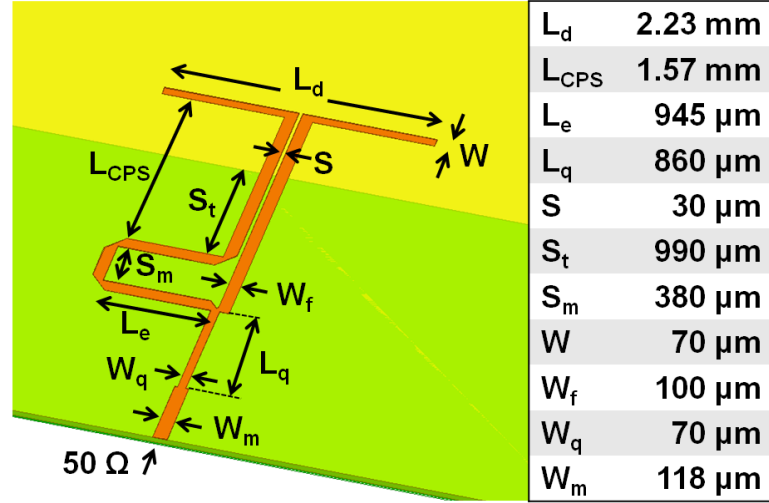 L_d
L_CPS
S
W
S_t
S_m
W_f
L_e
L_q
W_q
W_m
50 Ω
L_d 2.23 mm
L_CPS 1.57 mm
L_e 945 µm
L_q 860 µm
S 30 µm
S_t 990 µm
S_m 380 µm
W 70 µm
W_f 100 µm
W_q 70 µm
W_m 118 µm